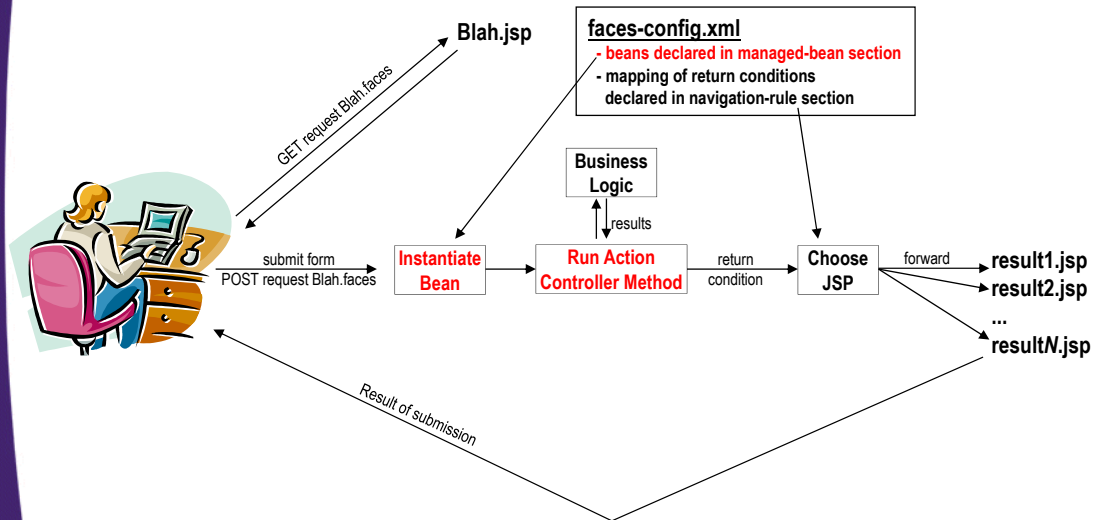 Blah.jsp
faces-config.xml
- beans declared in managed-bean section
- mapping of return conditions
declared in navigation-rule section
GET request Blah.faces
Business
Logic
results
submit form
POST request Blah.faces
Instantiate
Bean
Run Action
Controller Method
return
condition
Choose
JSP
forward
result1.jsp
result2.jsp
...
resultN.jsp
Result of submission